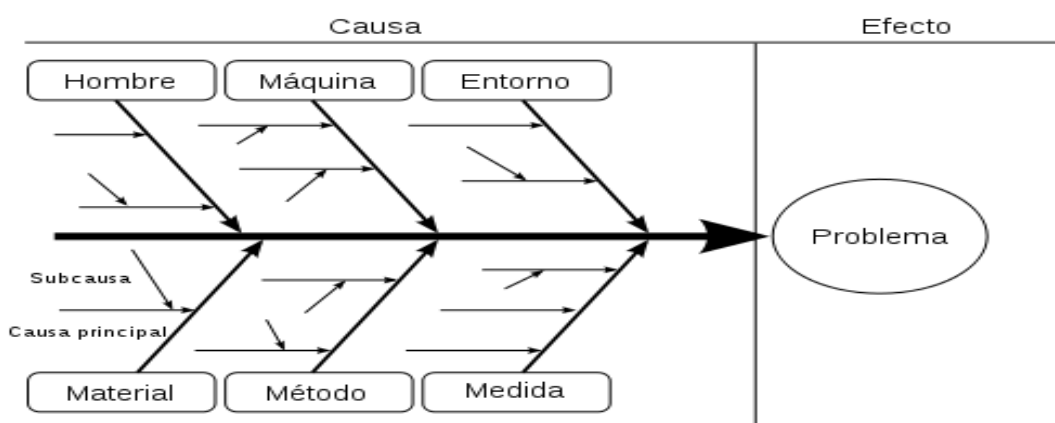 Causa
Efecto
Hombre
Máquina
Entorno
Problema
Subcausa
Causa principal
Material
Método
Medida